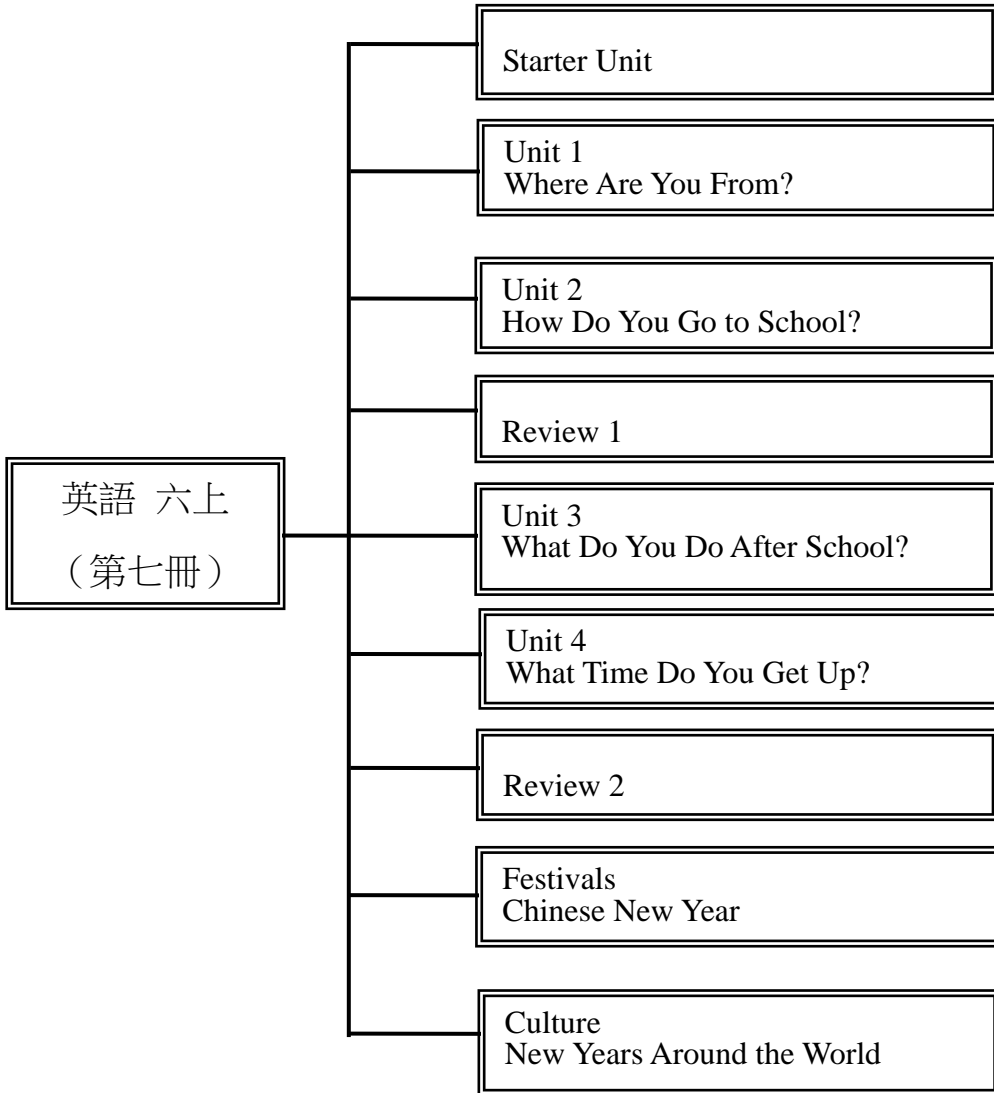 Starter Unit
Unit 1
Where Are You From?
Unit 2
How Do You Go to School?
Review 1
英語 六上
（第七冊）
Unit 3
What Do You Do After School?
Unit 4
What Time Do You Get Up?
Review 2
Festivals
Chinese New Year
Culture
New Years Around the World